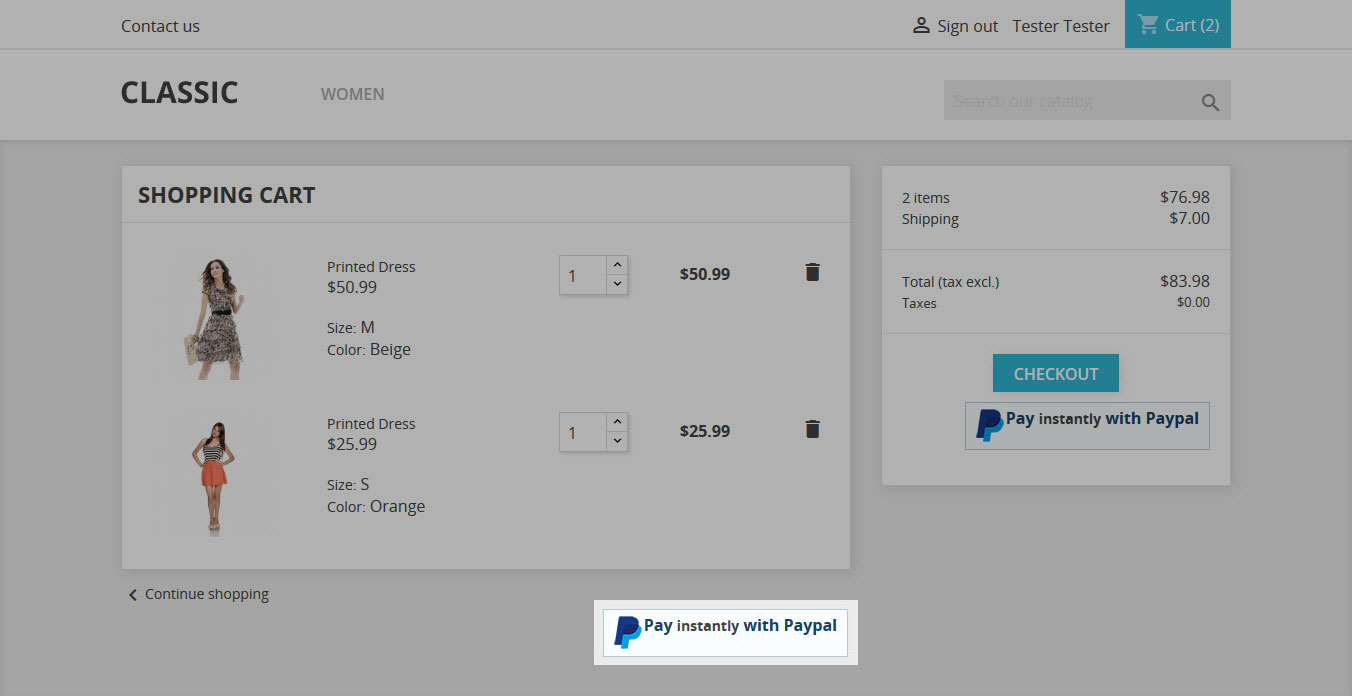 Contact us
Sign out Tester Tester Cart (2)
CLASSIC
WOMEN
Search our catalog
SHOPPING CART
Printed Dress
$50.99
1
$50.99
Size: M
Color: Beige
Printed Dress
$25.99
1
$25.99
Size: S
Color: Orange
Continue shopping
2 items $76.98
Shipping $7.00
Total (tax excl.) $83.98
Taxes $0.00
CHECKOUT
Pay instantly with Paypal
Pay instantly with Paypal